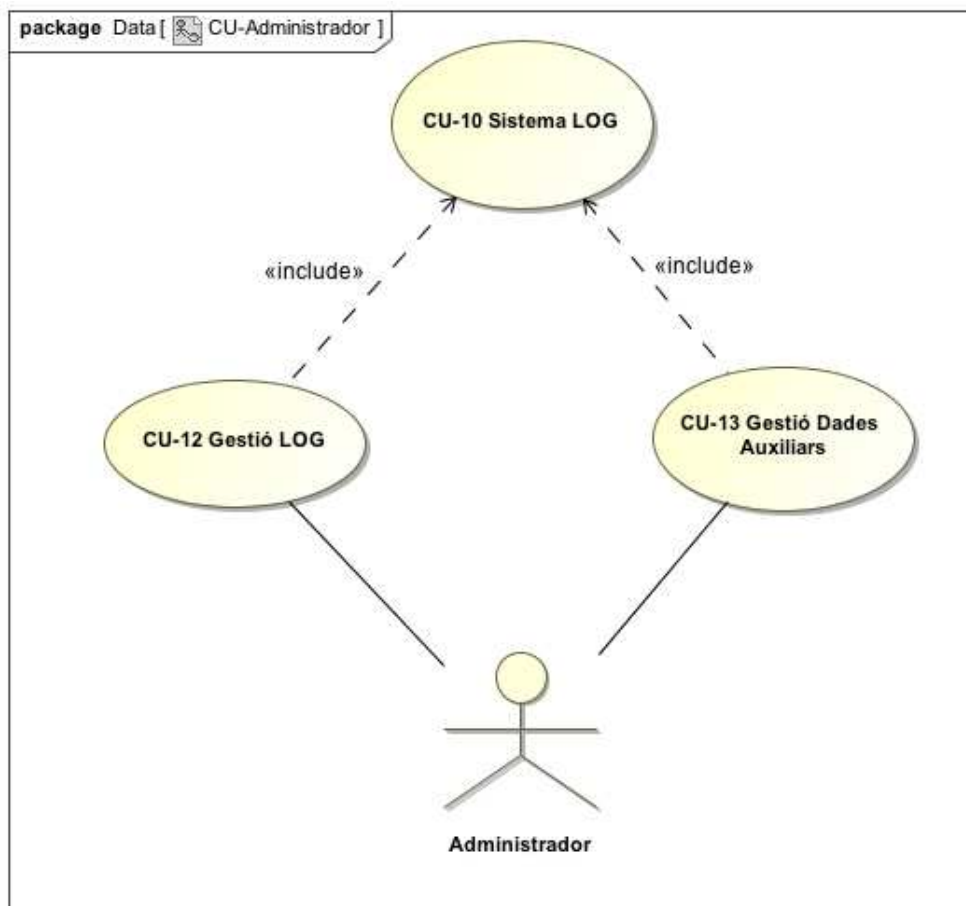 package Data [ CU-Administrador ]
CU-10 Sistema LOG
«include»
«include»
CU-12 Gestió LOG
CU-13 Gestió Dades
Auxiliars
Administrador